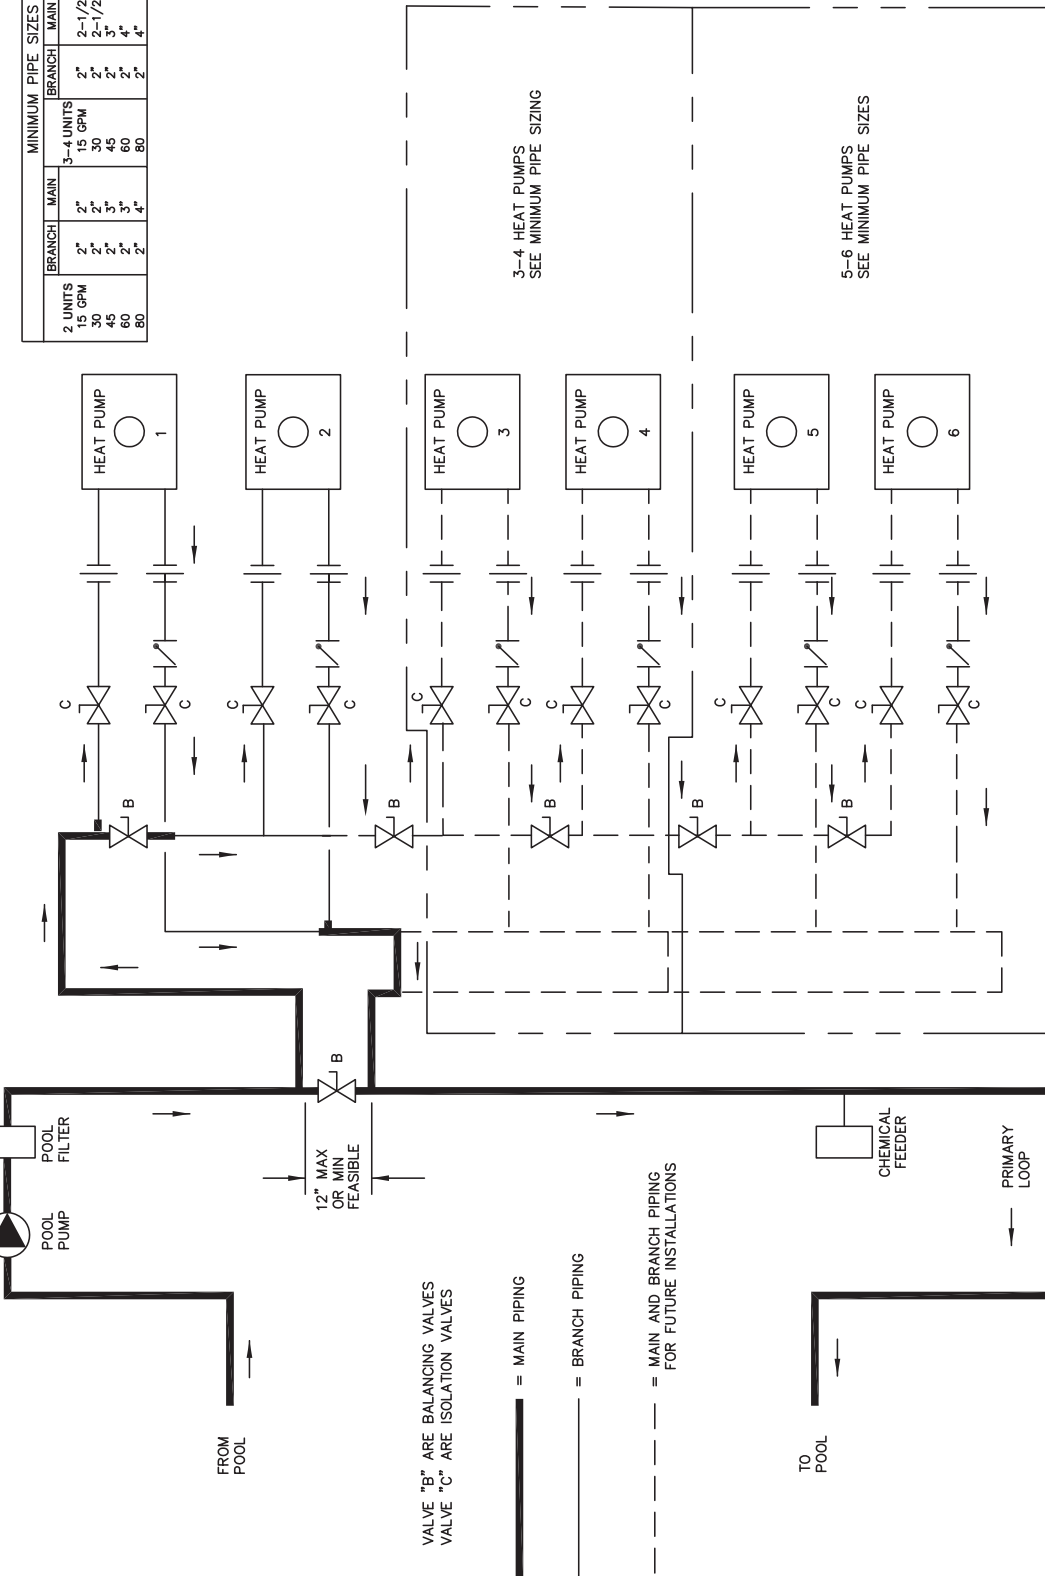 MINIMUM PIPE SIZES
BRANCH MAIN BRANCH MAIN
2 UNITS 3-4 UNITS
15 GPM 2" 2" 15 GPM 2" 2-1/2
30 2" 2" 30 2" 2-1/2
45 2" 3" 45 2" 3"
60 2" 3" 60 2" 4"
80 2" 4" 80 2" 4"
HEAT PUMP
1
HEAT PUMP
2
HEAT PUMP
3
HEAT PUMP
4
HEAT PUMP
5
HEAT PUMP
6
3-4 HEAT PUMPS
SEE MINIMUM PIPE SIZING
5-6 HEAT PUMPS
SEE MINIMUM PIPE SIZES
C
C
C
C
C
C
C
C
C
C
C
C
B
B
B
B
B
B
POOL
FILTER
POOL
PUMP
12" MAX
OR MIN
FEASIBLE
CHEMICAL
FEEDER
PRIMARY
LOOP
FROM
POOL
TO
POOL
VALVE "B" ARE BALANCING VALVES
VALVE "C" ARE ISOLATION VALVES
= MAIN PIPING
= BRANCH PIPING
= MAIN AND BRANCH PIPING
FOR FUTURE INSTALLATIONS